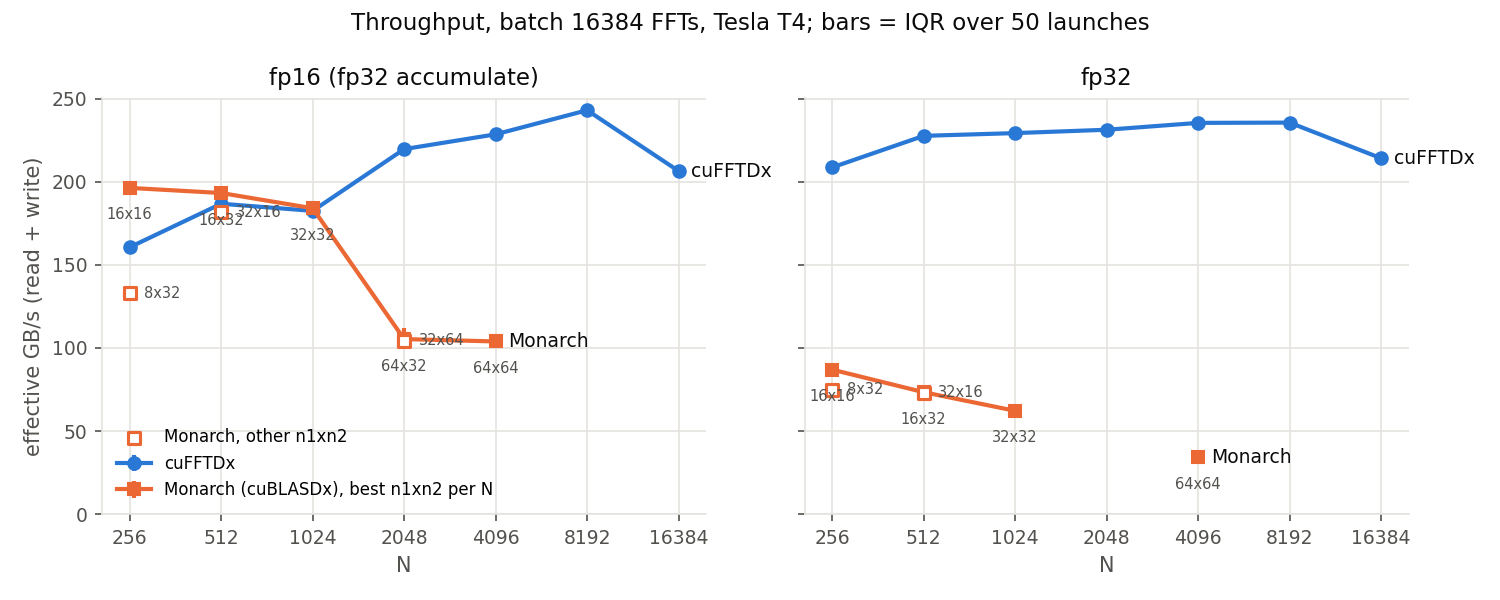 Throughput, batch 16384 FFTs, Tesla T4; bars = IQR over 50 launches
fp16 (fp32 accumulate)
effective GB/s (read + write)
250
200
150
100
50
0
16x16
8x32
16x32
32x16
32x32
32x64
64x32
64x64
cuFFTDx
Monarch
Monarch, other n1xn2
cuFFTDx
Monarch (cuBLASDx), best n1xn2 per N
256 512 1024 2048 4096 8192 16384
N
fp32
cuFFTDx
8x32
16x16
32x16
16x32
32x32
Monarch
64x64
256 512 1024 2048 4096 8192 16384
N